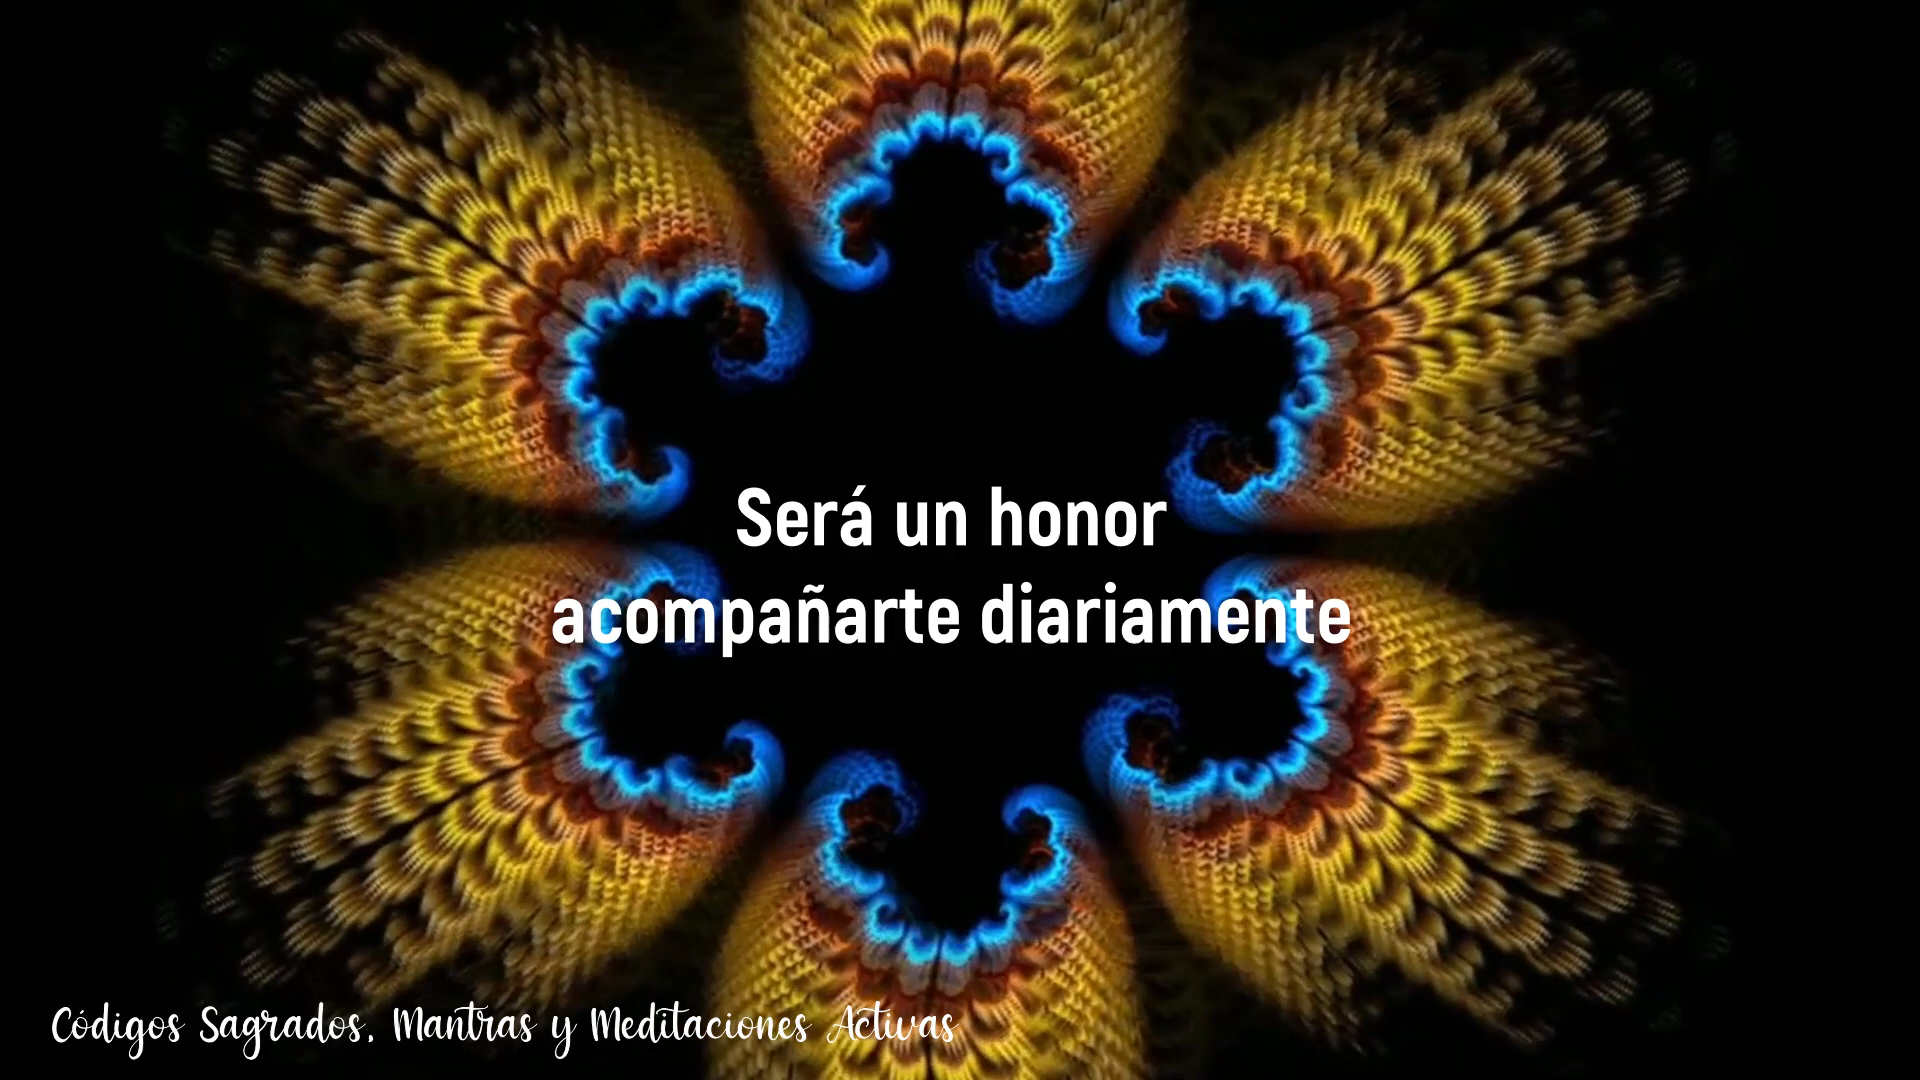 Será un honor
acompañarte diariamente
Códigos Sagrados, Mantras y Meditaciones Activas